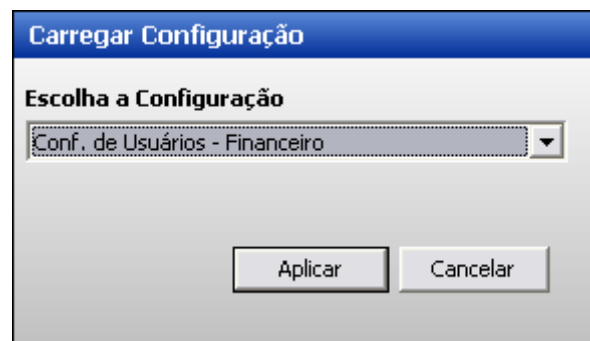 Carregar Configuração
Escolha a Configuração
Conf. de Usuários - Financeiro
Aplicar Cancelar